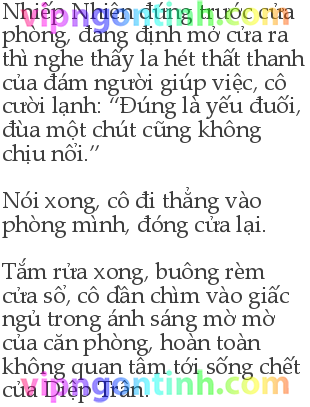 Nhiếp Nhiên đứng trước cửa
phòng, đang định mở cửa ra
thì nghe thấy la hét thất thanh
của đám người giúp việc, cô
cười lạnh: “Đúng là yếu đuối,
đùa một chút cũng không
chịu nổi.”
Nói xong, cô đi thẳng vào
phòng mình, đóng cửa lại.
Tắm rửa xong, buông rèm
cửa sổ, cô dần chìm vào giấc
ngủ trong ánh sáng mờ mờ
của căn phòng, hoàn toàn
không quan tâm tới sống chết
của Diệp Trân.
vipngontinh.com
vipngontinh.com